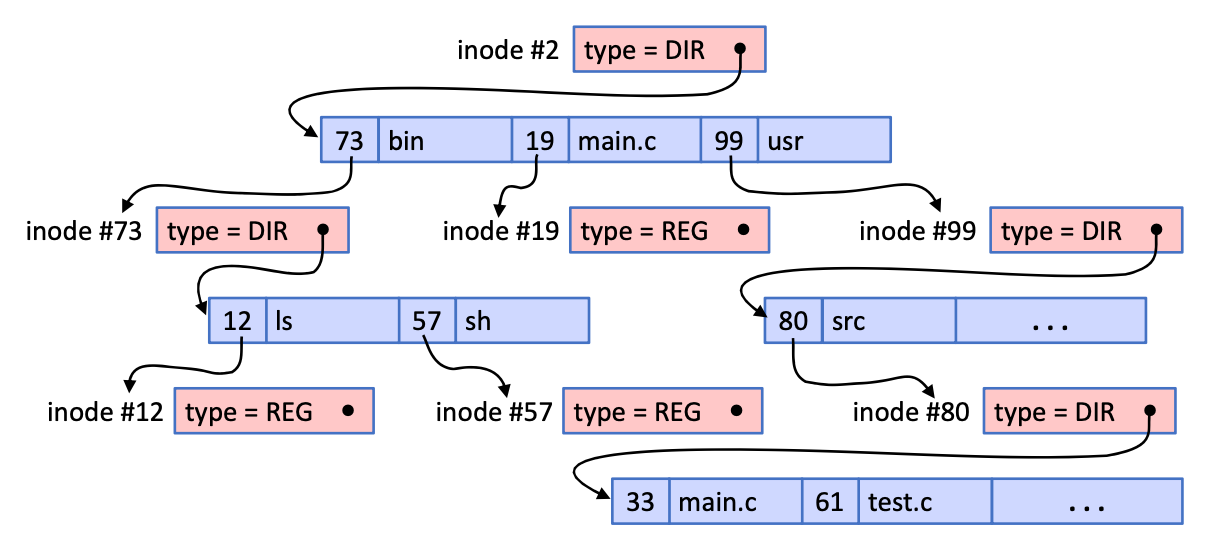 inode #2 type = DIR
73 bin 19 main.c 99 usr
inode #73 type = DIR inode #19 type = REG inode #99 type = DIR
12 ls 57 sh 80 src ...
inode #12 type = REG inode #57 type = REG inode #80 type = DIR
33 main.c 61 test.c ...